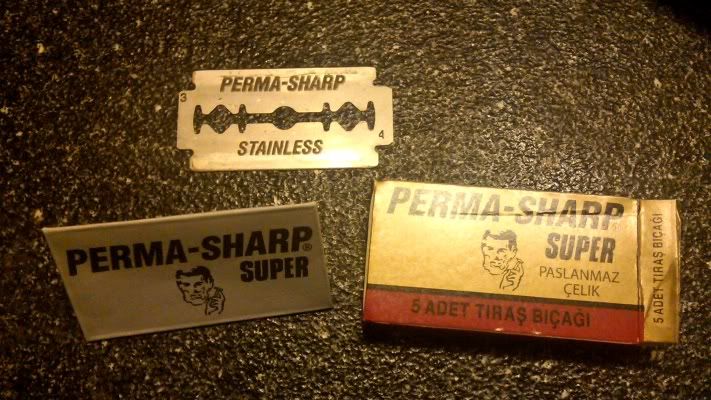 PERMA-SHARP
3
4
STAINLESS
PERMA-SHARP®
SUPER
PERMA-SHARP®
SUPER
PASLANMAZ
ÇELIK
5 ADET TIRAŞ BIÇAĞI
5 ADET TIRAŞ BIÇAĞI